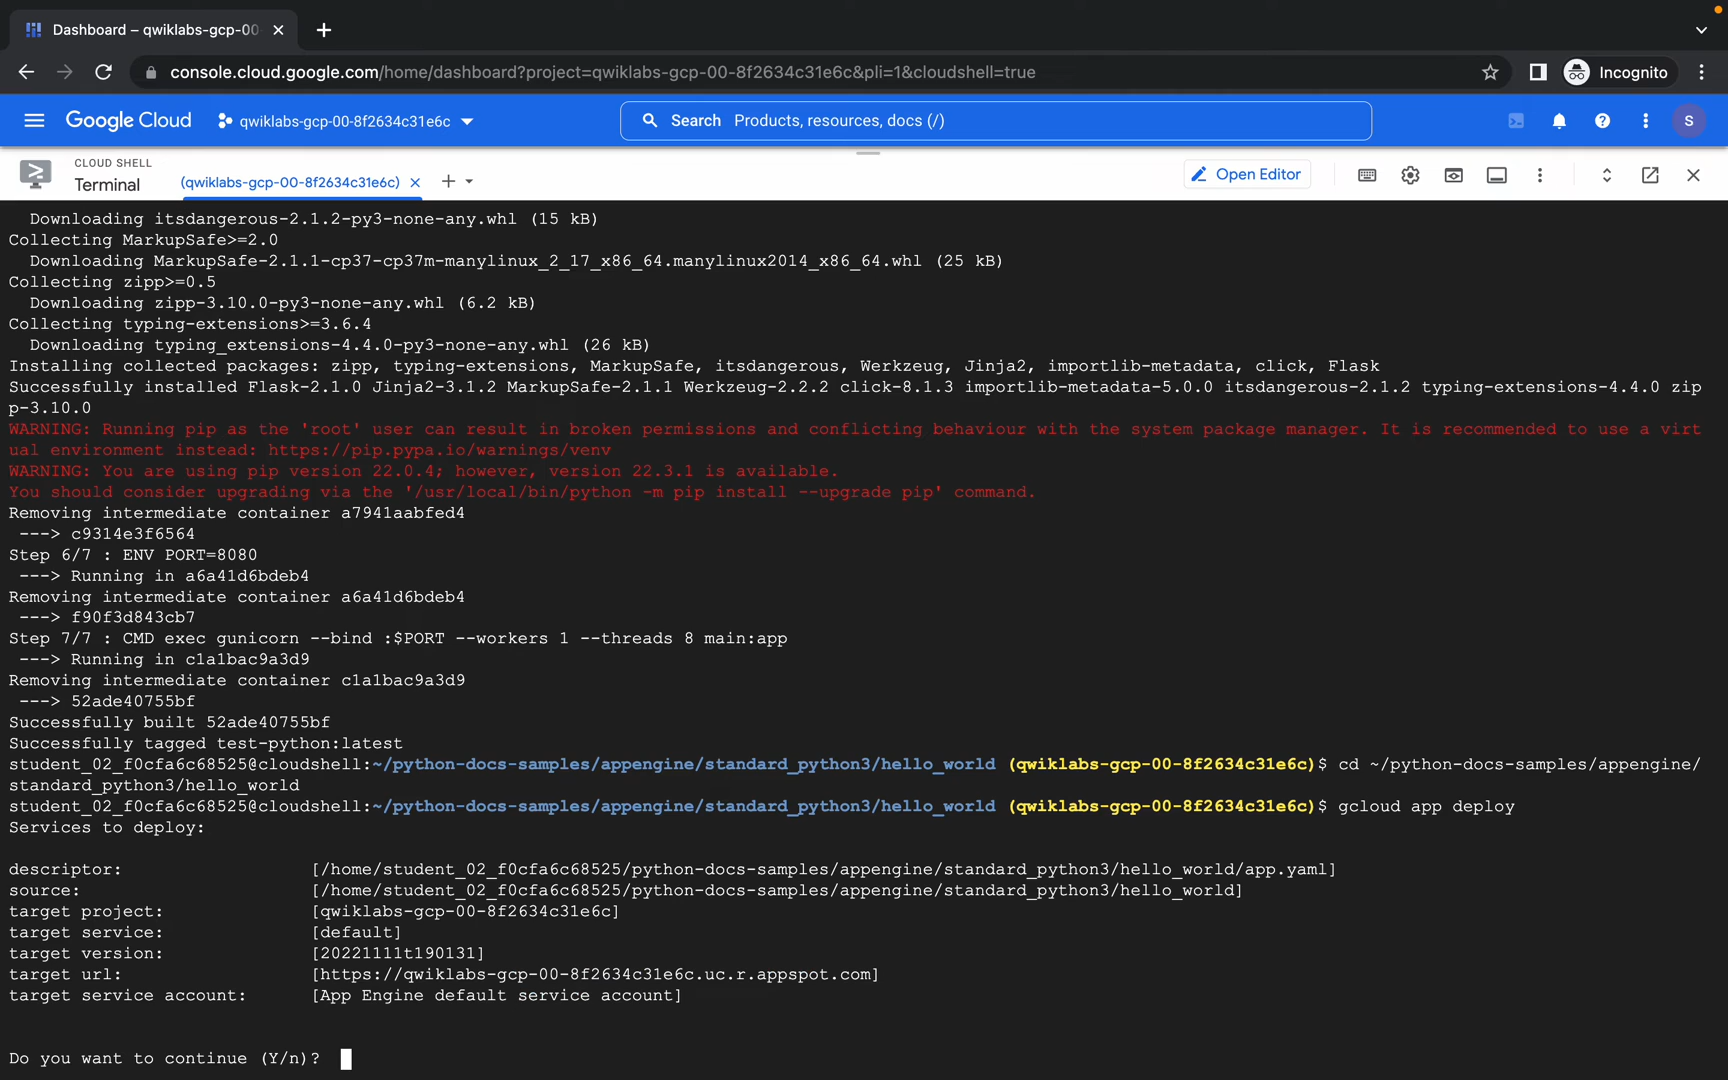 Dashboard – qwiklabs-gcp-00-
console.cloud.google.com/home/dashboard?project=qwiklabs-gcp-00-8f2634c31e6c&pli=1&cloudshell=true
Incognito
Google Cloud
qwiklabs-gcp-00-8f2634c31e6c
Search Products, resources, docs (/)
S
CLOUD SHELL
Terminal
(qwiklabs-gcp-00-8f2634c31e6c)
Open Editor
Downloading itsdangerous-2.1.2-py3-none-any.whl (15 kB)
Collecting MarkupSafe>=2.0
Downloading MarkupSafe-2.1.1-cp37-cp37m-manylinux_2_17_x86_64.manylinux2014_x86_64.whl (25 kB)
Collecting zipp>=0.5
Downloading zipp-3.10.0-py3-none-any.whl (6.2 kB)
Collecting typing-extensions>=3.6.4
Downloading typing_extensions-4.4.0-py3-none-any.whl (26 kB)
Installing collected packages: zipp, typing-extensions, MarkupSafe, itsdangerous, Werkzeug, Jinja2, importlib-metadata, click, Flask
Successfully installed Flask-2.1.0 Jinja2-3.1.2 MarkupSafe-2.1.1 Werkzeug-2.2.2 click-8.1.3 importlib-metadata-5.0.0 itsdangerous-2.1.2 typing-extensions-4.4.0 zip
p-3.10.0
WARNING: Running pip as the 'root' user can result in broken permissions and conflicting behaviour with the system package manager. It is recommended to use a virt
ual environment instead: https://pip.pypa.io/warnings/venv
WARNING: You are using pip version 22.0.4; however, version 22.3.1 is available.
You should consider upgrading via the '/usr/local/bin/python -m pip install --upgrade pip' command.
Removing intermediate container a7941aabfed4
---> c9314e3f6564
Step 6/7 : ENV PORT=8080
---> Running in a6a41d6bdeb4
Removing intermediate container a6a41d6bdeb4
---> f90f3d843cb7
Step 7/7 : CMD exec gunicorn --bind :$PORT --workers 1 --threads 8 main:app
---> Running in c1a1bac9a3d9
Removing intermediate container c1a1bac9a3d9
---> 52ade40755bf
Successfully built 52ade40755bf
Successfully tagged test-python:latest
student_02_f0cfa6c68525@cloudshell:~/python-docs-samples/appengine/standard_python3/hello_world (qwiklabs-gcp-00-8f2634c31e6c)$ cd ~/python-docs-samples/appengine/
standard_python3/hello_world
student_02_f0cfa6c68525@cloudshell:~/python-docs-samples/appengine/standard_python3/hello_world (qwiklabs-gcp-00-8f2634c31e6c)$ gcloud app deploy
Services to deploy:
descriptor: [/home/student_02_f0cfa6c68525/python-docs-samples/appengine/standard_python3/hello_world/app.yaml]
source: [/home/student_02_f0cfa6c68525/python-docs-samples/appengine/standard_python3/hello_world]
target project: [qwiklabs-gcp-00-8f2634c31e6c]
target service: [default]
target version: [20221111t190131]
target url: [https://qwiklabs-gcp-00-8f2634c31e6c.uc.r.appspot.com]
target service account: [App Engine default service account]
Do you want to continue (Y/n)?